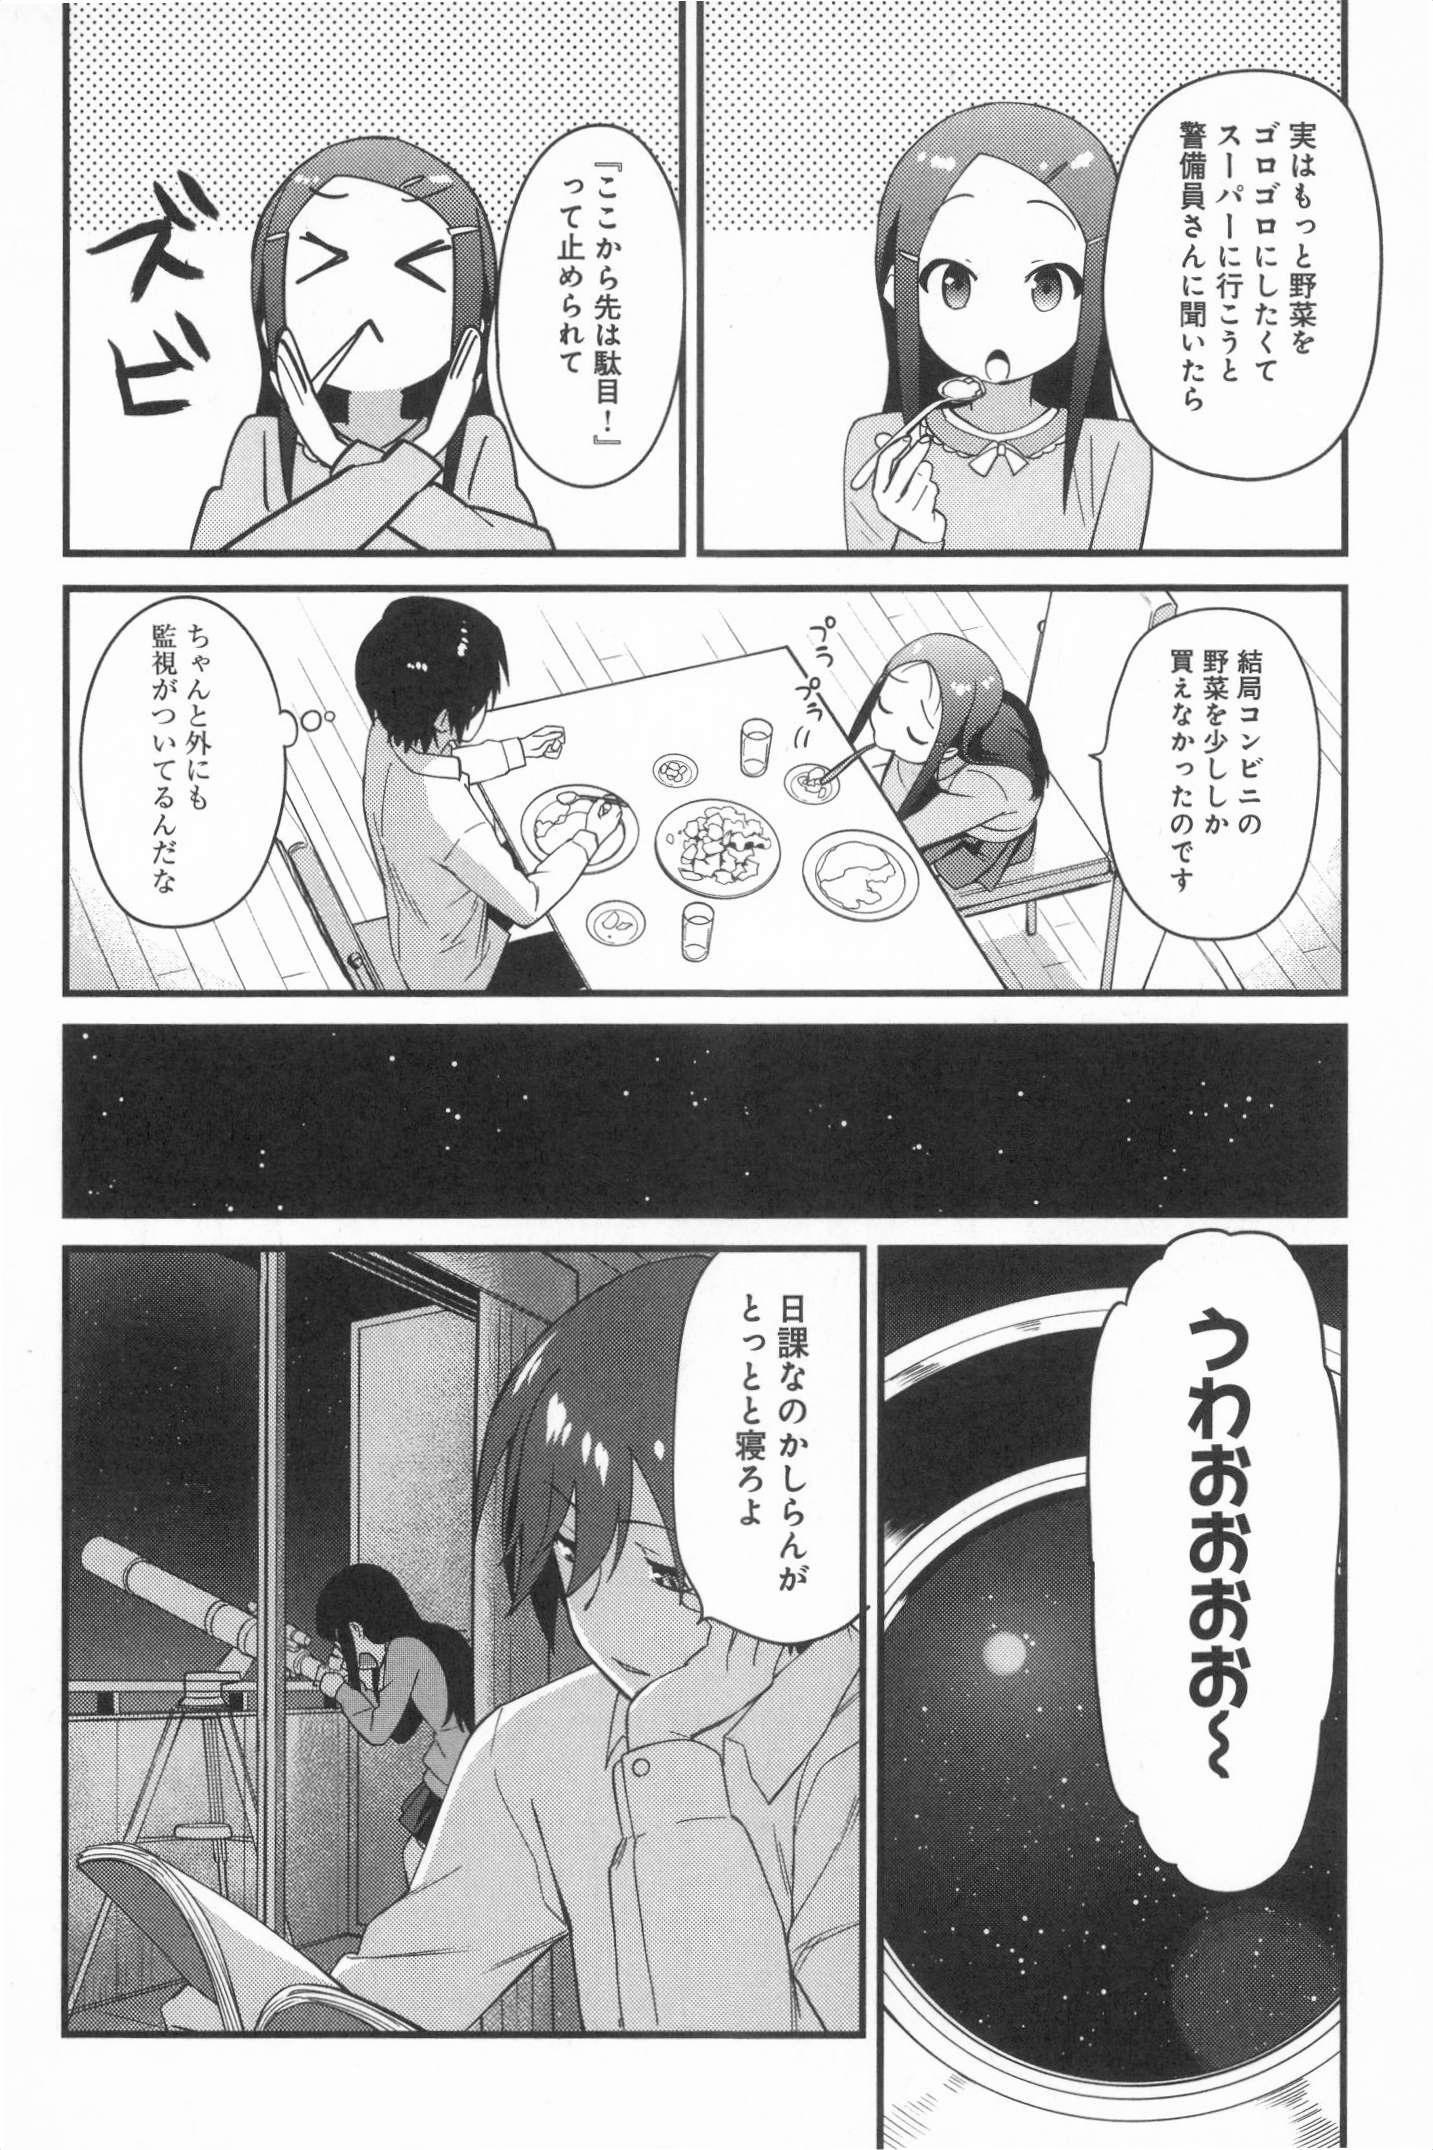 実はもっと野菜を
ゴロゴロにしたくて
スーパーに行こうと
警備員さんに聞いたら
『ここから先は駄目！』
って止められて
ズビ
結局コンビニの
野菜を少ししか
買えなかったのです
プラプラ
ちゃんと外にも
監視がついてるんだな
うわおおおおお～
日課なのかしらんが
とっとと寝ろよ